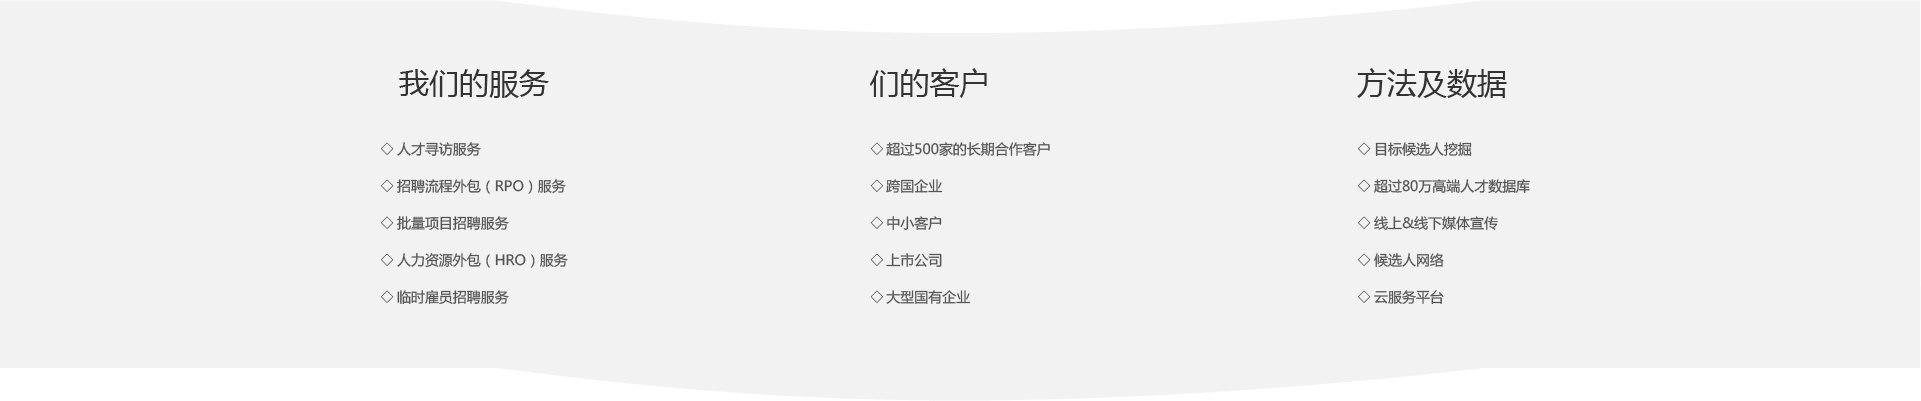 我们的服务
◇ 人才寻访服务
◇ 招聘流程外包（RPO）服务
◇ 批量项目招聘服务
◇ 人力资源外包（HRO）服务
◇ 临时雇员招聘服务
们的客户
◇ 超过500家的长期合作客户
◇ 跨国企业
◇ 中小客户
◇ 上市公司
◇ 大型国有企业
方法及数据
◇ 目标候选人挖掘
◇ 超过80万高端人才数据库
◇ 线上&线下媒体宣传
◇ 候选人网络
◇ 云服务平台